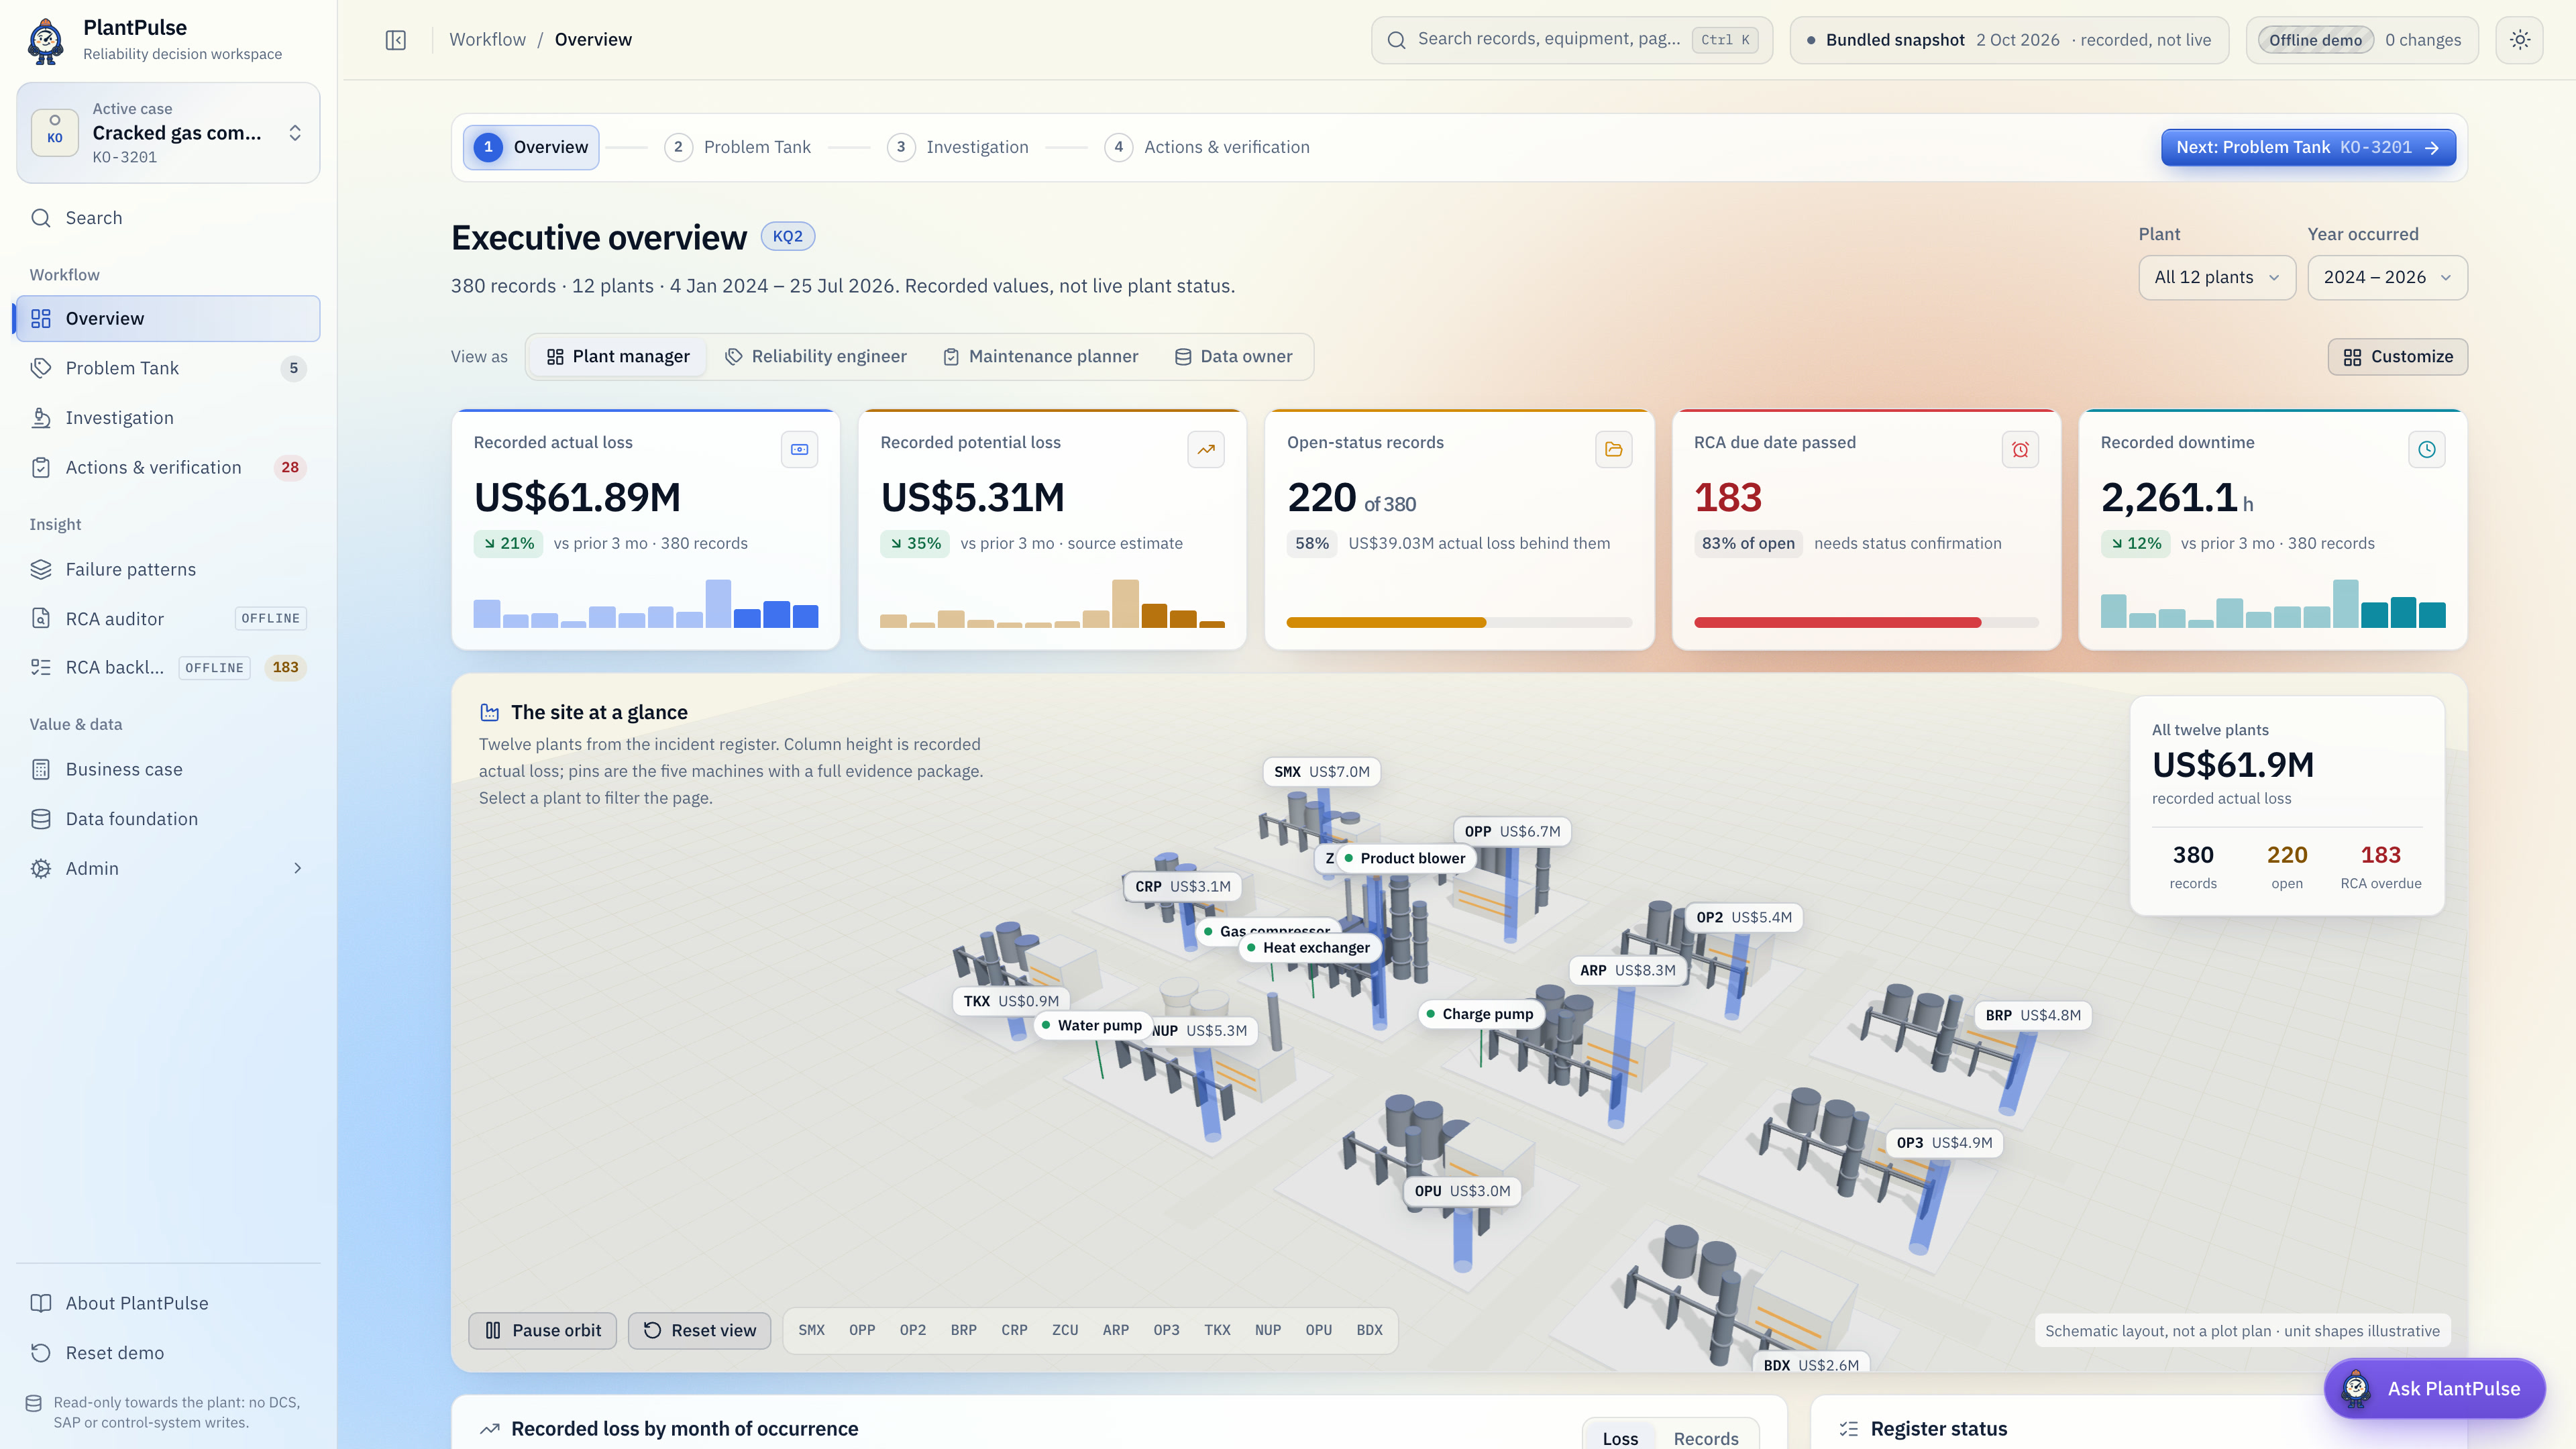 PlantPulse
Reliability decision workspace
KO
Active case
Cracked gas com...
KO-3201
Search
Workflow
Overview
Problem Tank 5
Investigation
Actions & verification 28
Insight
Failure patterns
RCA auditor OFFLINE
RCA backl... OFFLINE 183
Value & data
Business case
Data foundation
Admin
About PlantPulse
Reset demo
Read-only towards the plant: no DCS,
SAP or control-system writes.
Workflow / Overview
Search records, equipment, pag... Ctrl K
Bundled snapshot 2 Oct 2026 · recorded, not live
Offline demo 0 changes
1 Overview
2 Problem Tank
3 Investigation
4 Actions & verification
Next: Problem Tank KO-3201
Executive overview KQ2
380 records · 12 plants · 4 Jan 2024 – 25 Jul 2026. Recorded values, not live plant status.
Plant
All 12 plants
Year occurred
2024 – 2026
View as
Plant manager
Reliability engineer
Maintenance planner
Data owner
Customize
Recorded actual loss
US$61.89M
21% vs prior 3 mo · 380 records
Recorded potential loss
US$5.31M
35% vs prior 3 mo · source estimate
Open-status records
220 of 380
58% US$39.03M actual loss behind them
RCA due date passed
183
83% of open needs status confirmation
Recorded downtime
2,261.1 h
12% vs prior 3 mo · 380 records
The site at a glance
Twelve plants from the incident register. Column height is recorded
actual loss; pins are the five machines with a full evidence package.
Select a plant to filter the page.
All twelve plants
US$61.9M
recorded actual loss
380 records
220 open
183 RCA overdue
SMX US$7.0M
OPP US$6.7M
Z
Product blower
CRP US$3.1M
Gas compressor
Heat exchanger
OP2 US$5.4M
ARP US$8.3M
TKX US$0.9M
Water pump
NUP US$5.3M
Charge pump
BRP US$4.8M
OP3 US$4.9M
OPU US$3.0M
BDX US$2.6M
Pause orbit
Reset view
SMX OPP OP2 BRP CRP ZCU ARP OP3 TKX NUP OPU BDX
Schematic layout, not a plot plan · unit shapes illustrative
Ask PlantPulse
Recorded loss by month of occurrence
Loss Records
Register status